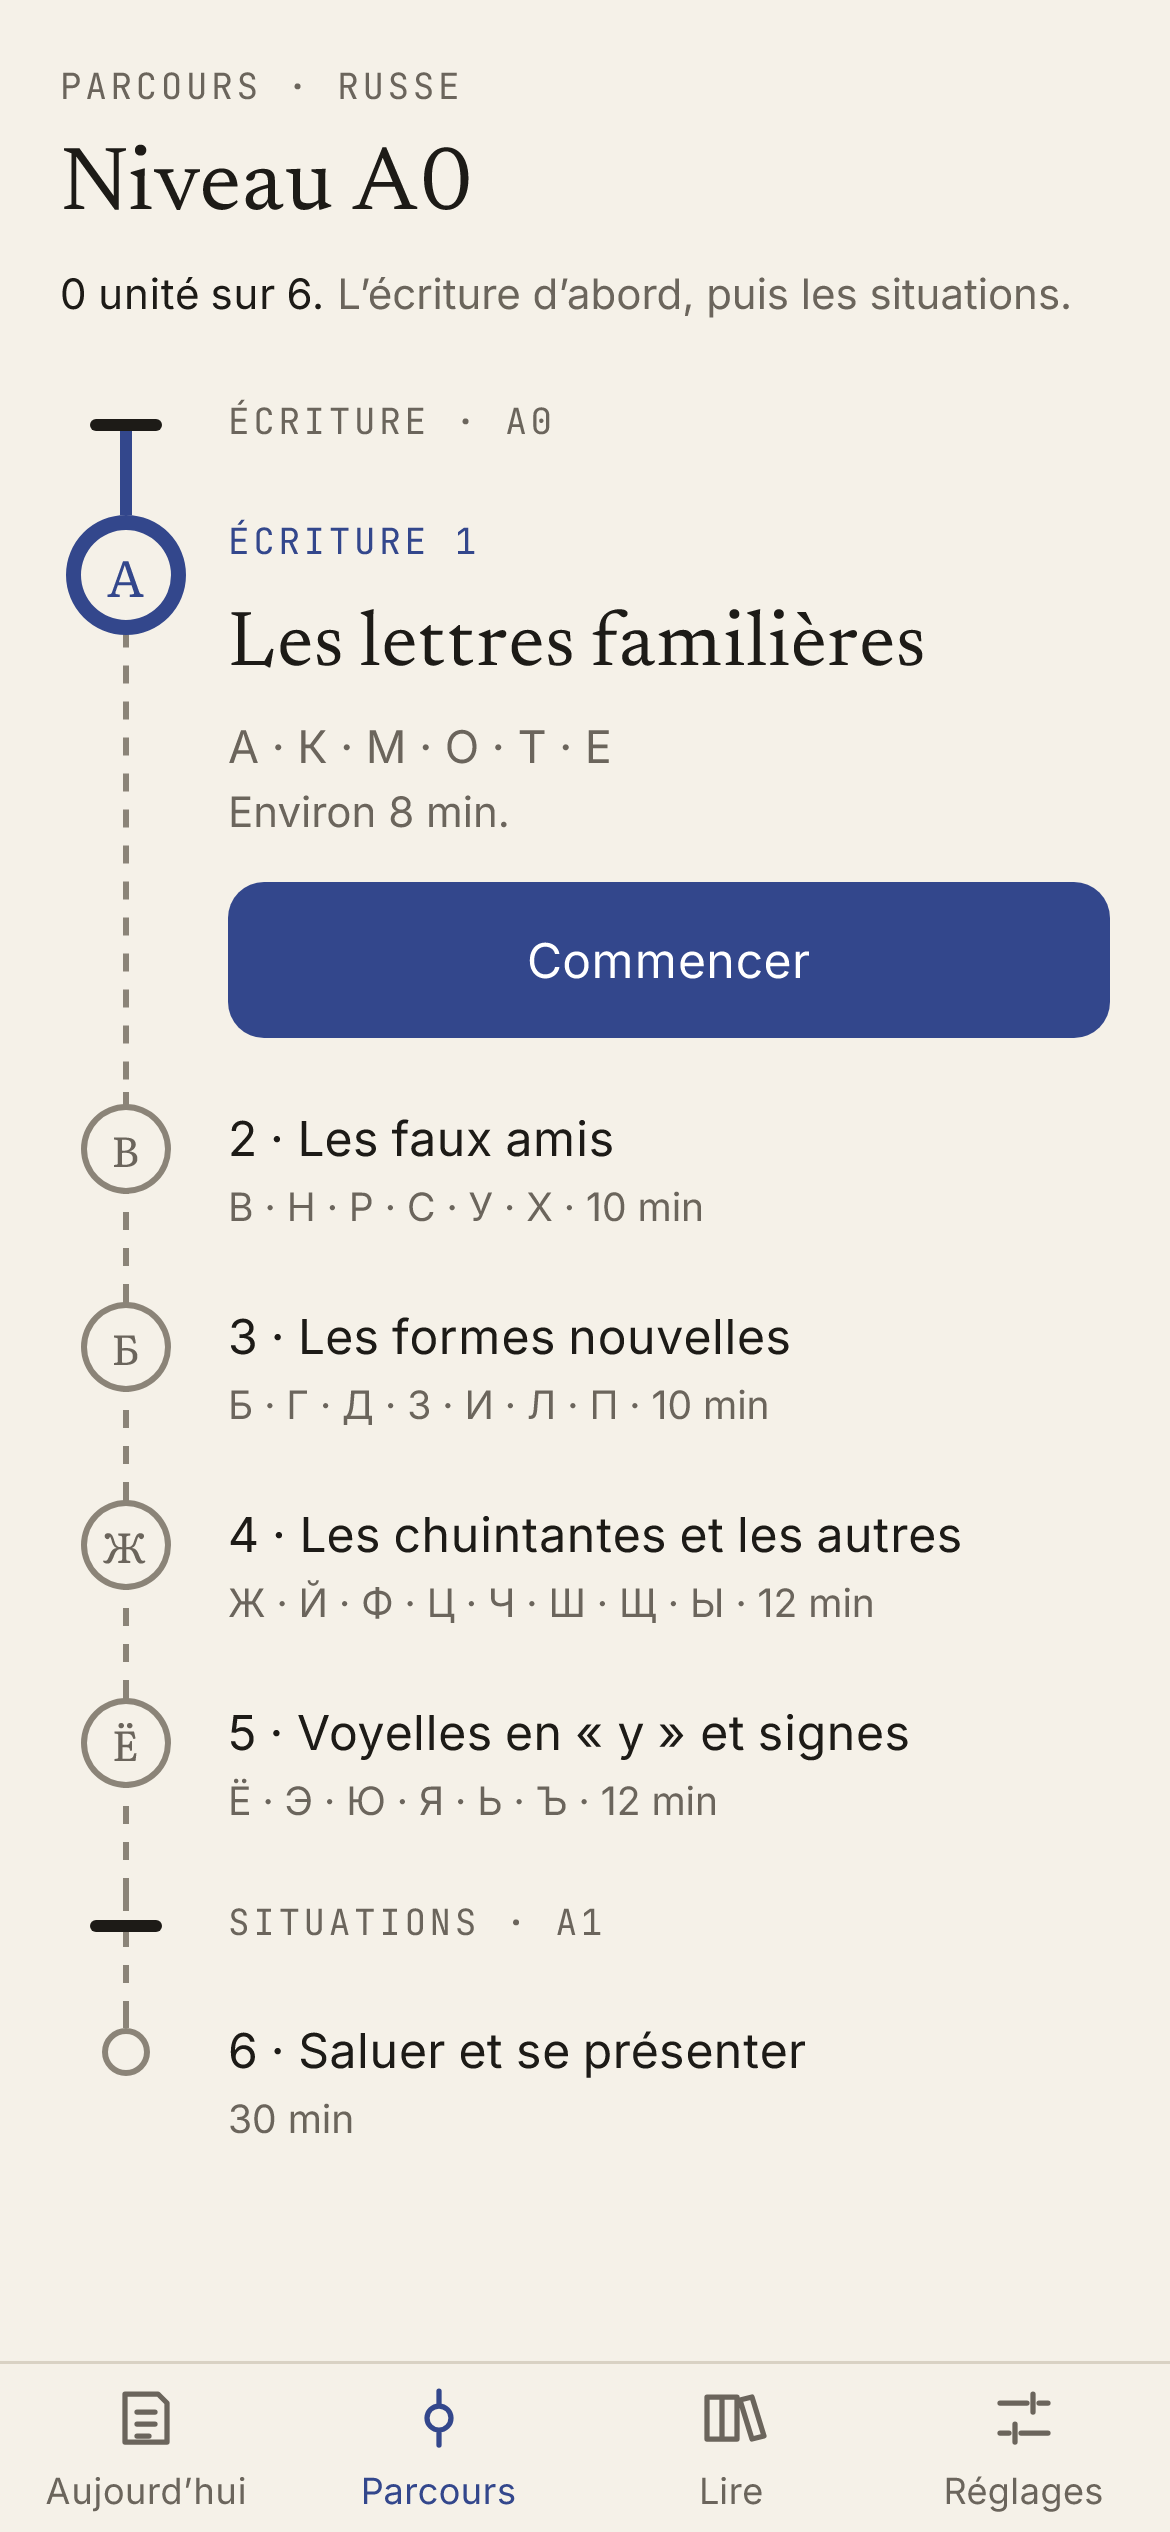 PARCOURS · RUSSE
Niveau A0
0 unité sur 6. L’écriture d’abord, puis les situations.
ÉCRITURE · A0
А
ÉCRITURE 1
Les lettres familières
А · К · М · О · Т · Е
Environ 8 min.
Commencer
В
2 · Les faux amis
В · Н · Р · С · У · Х · 10 min
Б
3 · Les formes nouvelles
Б · Г · Д · З · И · Л · П · 10 min
Ж
4 · Les chuintantes et les autres
Ж · Й · Ф · Ц · Ч · Ш · Щ · Ы · 12 min
Ё
5 · Voyelles en « y » et signes
Ё · Э · Ю · Я · Ь · Ъ · 12 min
SITUATIONS · A1
6 · Saluer et se présenter
30 min
Aujourd’hui
Parcours
Lire
Réglages